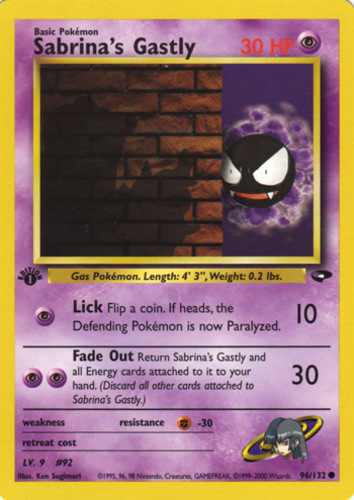 Basic Pokémon
Sabrina's Gastly 30 HP
EDITION
1
Gas Pokémon. Length: 4' 3", Weight: 0.2 lbs.
Lick Flip a coin. If heads, the
Defending Pokémon is now Paralyzed.
10
Fade Out Return Sabrina's Gastly and
all Energy cards attached to it to your
hand. (Discard all other cards attached to
Sabrina's Gastly.)
30
weakness resistance -30
retreat cost
LV. 9 #92
Illus. Ken Sugimori ©1995, 96, 98 Nintendo, Creatures, GAMEFREAK. ©1999-2000 Wizards. 96/132